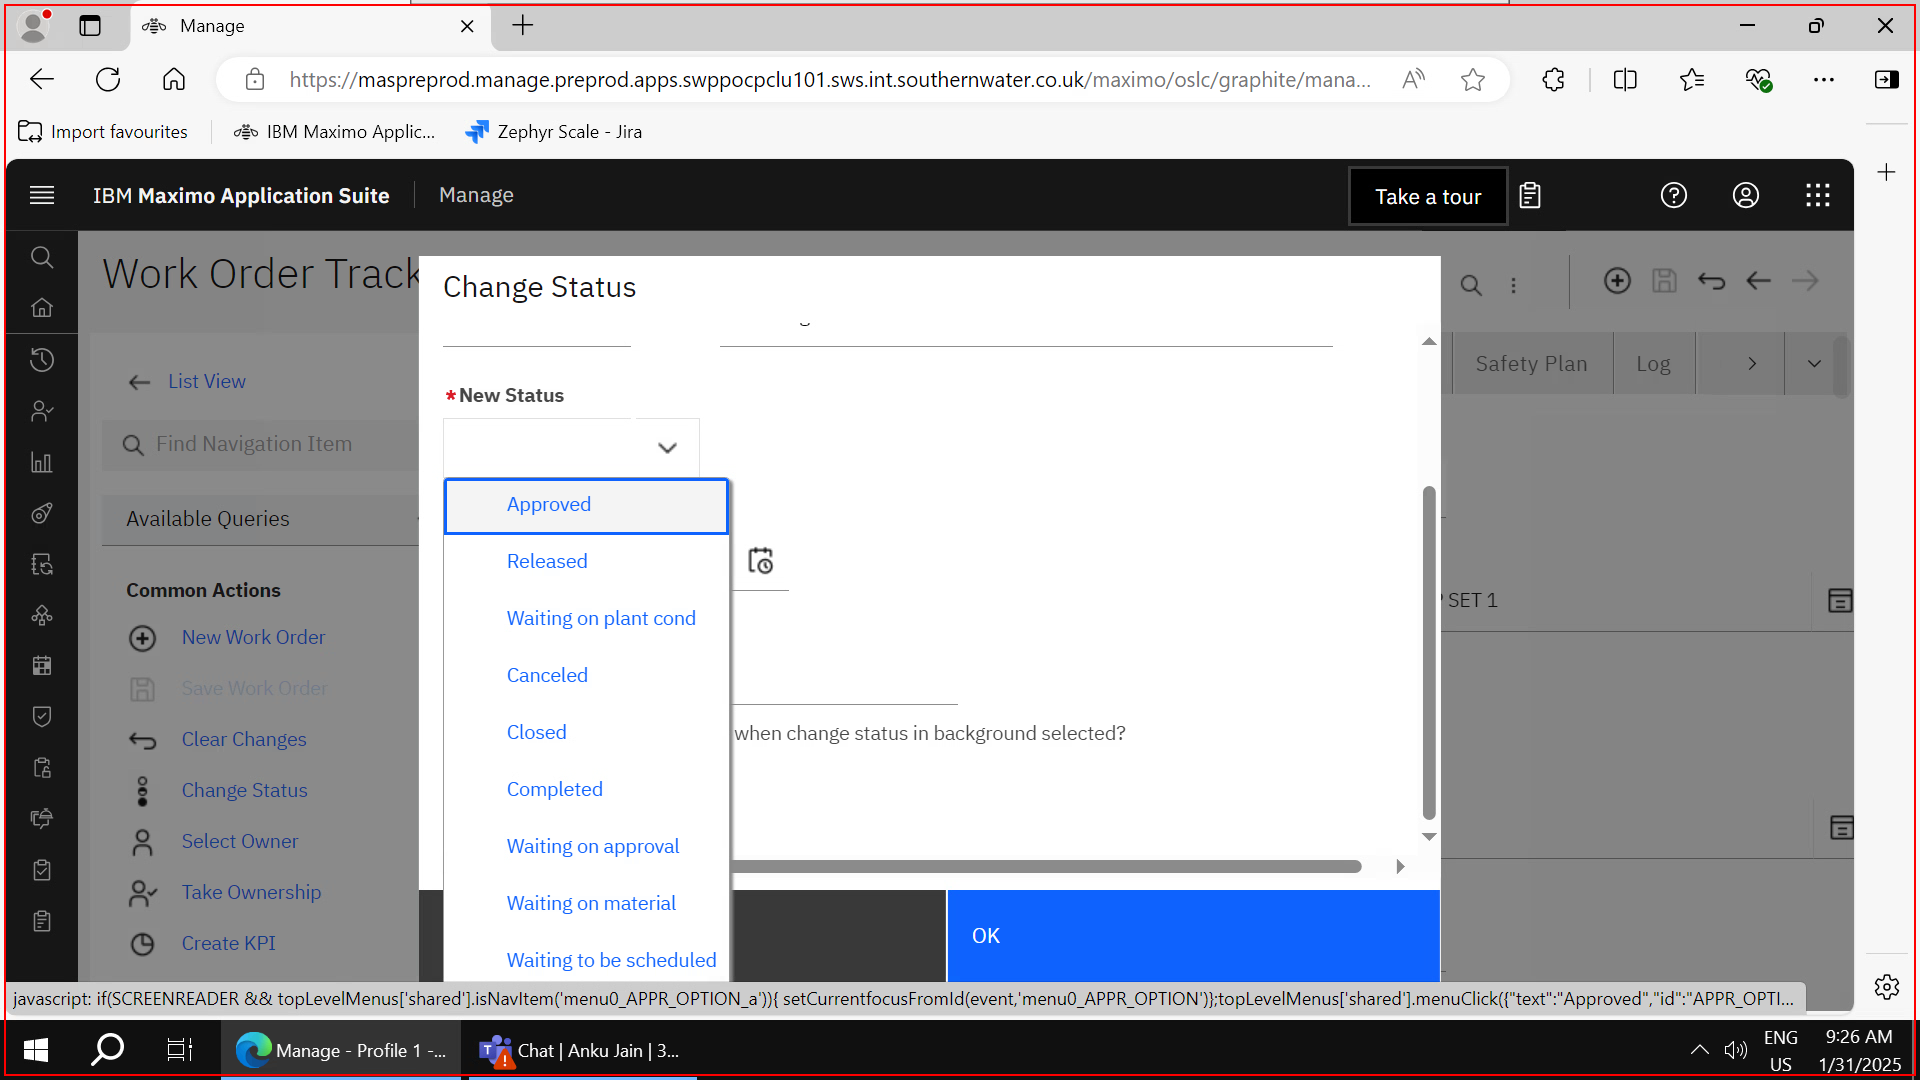 Manage
https://maspreprod.manage.preprod.apps.swppocpclu101.sws.int.southernwater.co.uk/maximo/oslc/graphite/mana...
Import favourites
IBM Maximo Applic...
Zephyr Scale - Jira
IBM Maximo Application Suite
Manage
Take a tour
Work Order Track
Change Status
Safety Plan
Log
List View
New Status
Find Navigation Item
Available Queries
Approved
Released
Common Actions
SET 1
Waiting on plant cond
New Work Order
Canceled
Save Work Order
Closed
when change status in background selected?
Clear Changes
Completed
Change Status
Waiting on approval
Select Owner
Take Ownership
Waiting on material
OK
Create KPI
Waiting to be scheduled
javascript: if(SCREENREADER && topLevelMenus['shared'].isNavItem('menu0_APPR_OPTION_a')){ setCurrentfocusFromId(event,'menu0_APPR_OPTION')};topLevelMenus['shared'].menuClick({"text":"Approved","id":"APPR_OPTI...
Manage - Profile 1 -...
Chat | Anku Jain | 3...
ENG
US
9:26 AM
1/31/2025